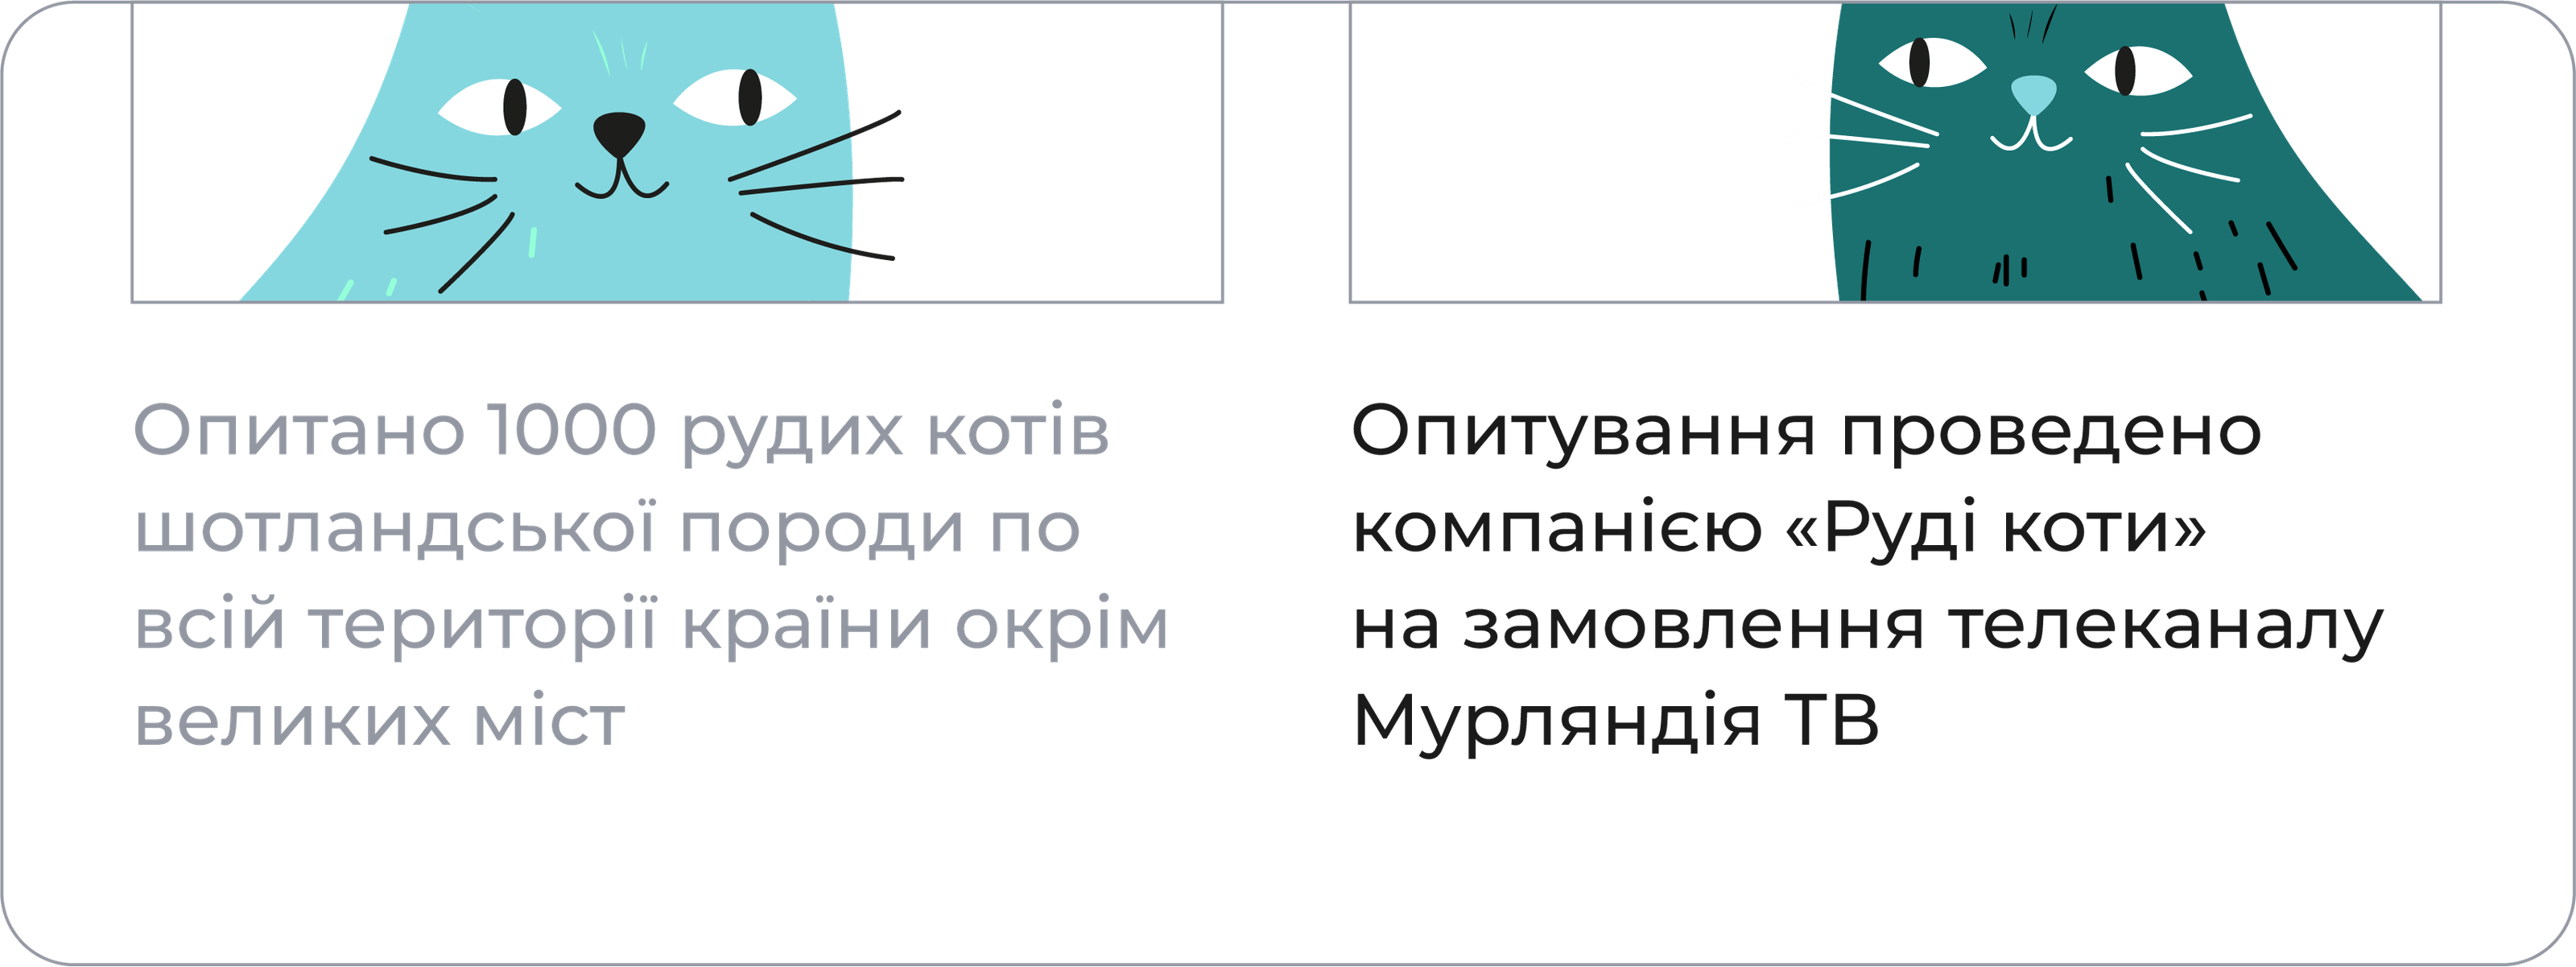 Опитано 1000 рудих котів
шотландської породи по
всій території країни окрім
великих міст
Опитування проведено
компанією «Руді коти»
на замовлення телеканалу
Мурляндія ТВ